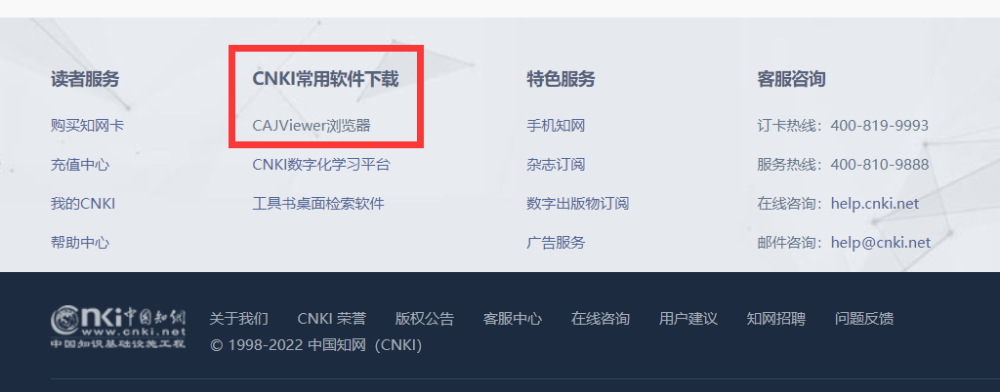 读者服务
购买知网卡
充值中心
我的CNKI
帮助中心
CNKI常用软件下载
CAJViewer浏览器
CNKI数字化学习平台
工具书桌面检索软件
特色服务
手机知网
杂志订阅
数字出版物订阅
广告服务
客服咨询
订卡热线：400-819-9993
服务热线：400-810-9888
在线咨询：help.cnki.net
邮件咨询：help@cnki.net
cnki中国知网
www.cnki.net
中国知识基础设施工程
关于我们 CNKI 荣誉 版权公告 客服中心 在线咨询 用户建议 知网招聘 问题反馈
© 1998-2022 中国知网（CNKI）